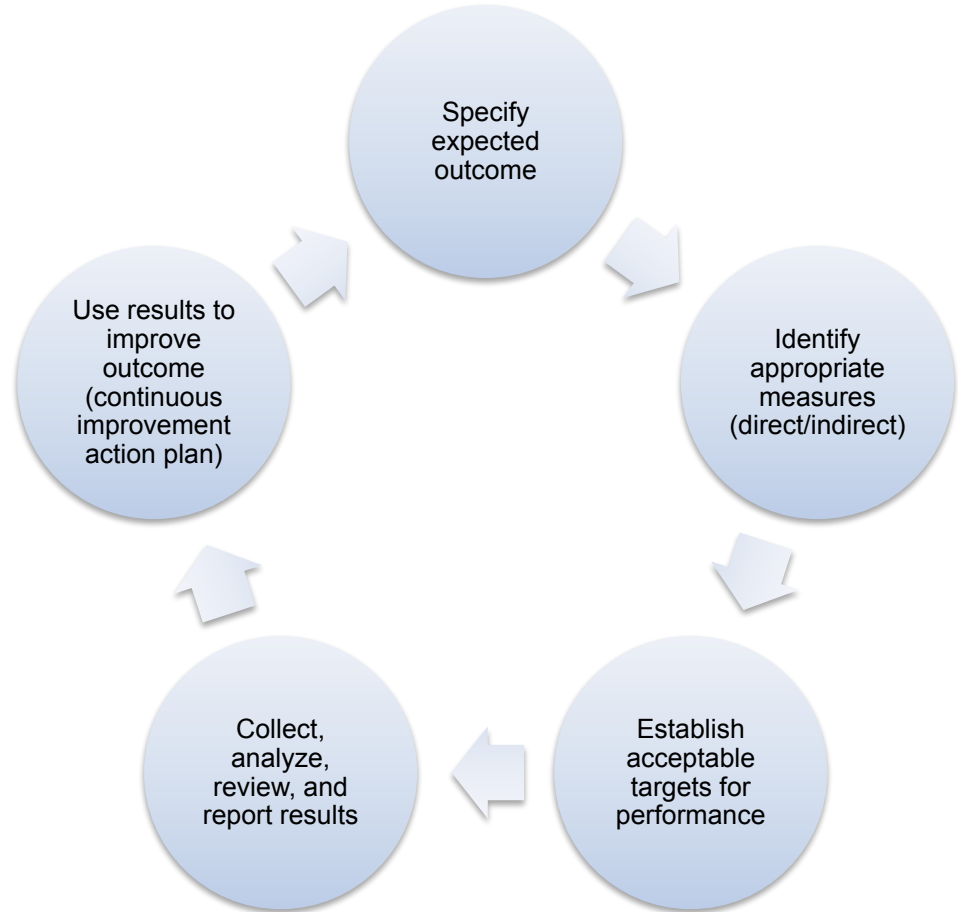 Specify
expected
outcome
Identify
appropriate
measures
(direct/indirect)
Establish
acceptable
targets for
performance
Collect,
analyze,
review, and
report results
Use results to
improve
outcome
(continuous
improvement
action plan)